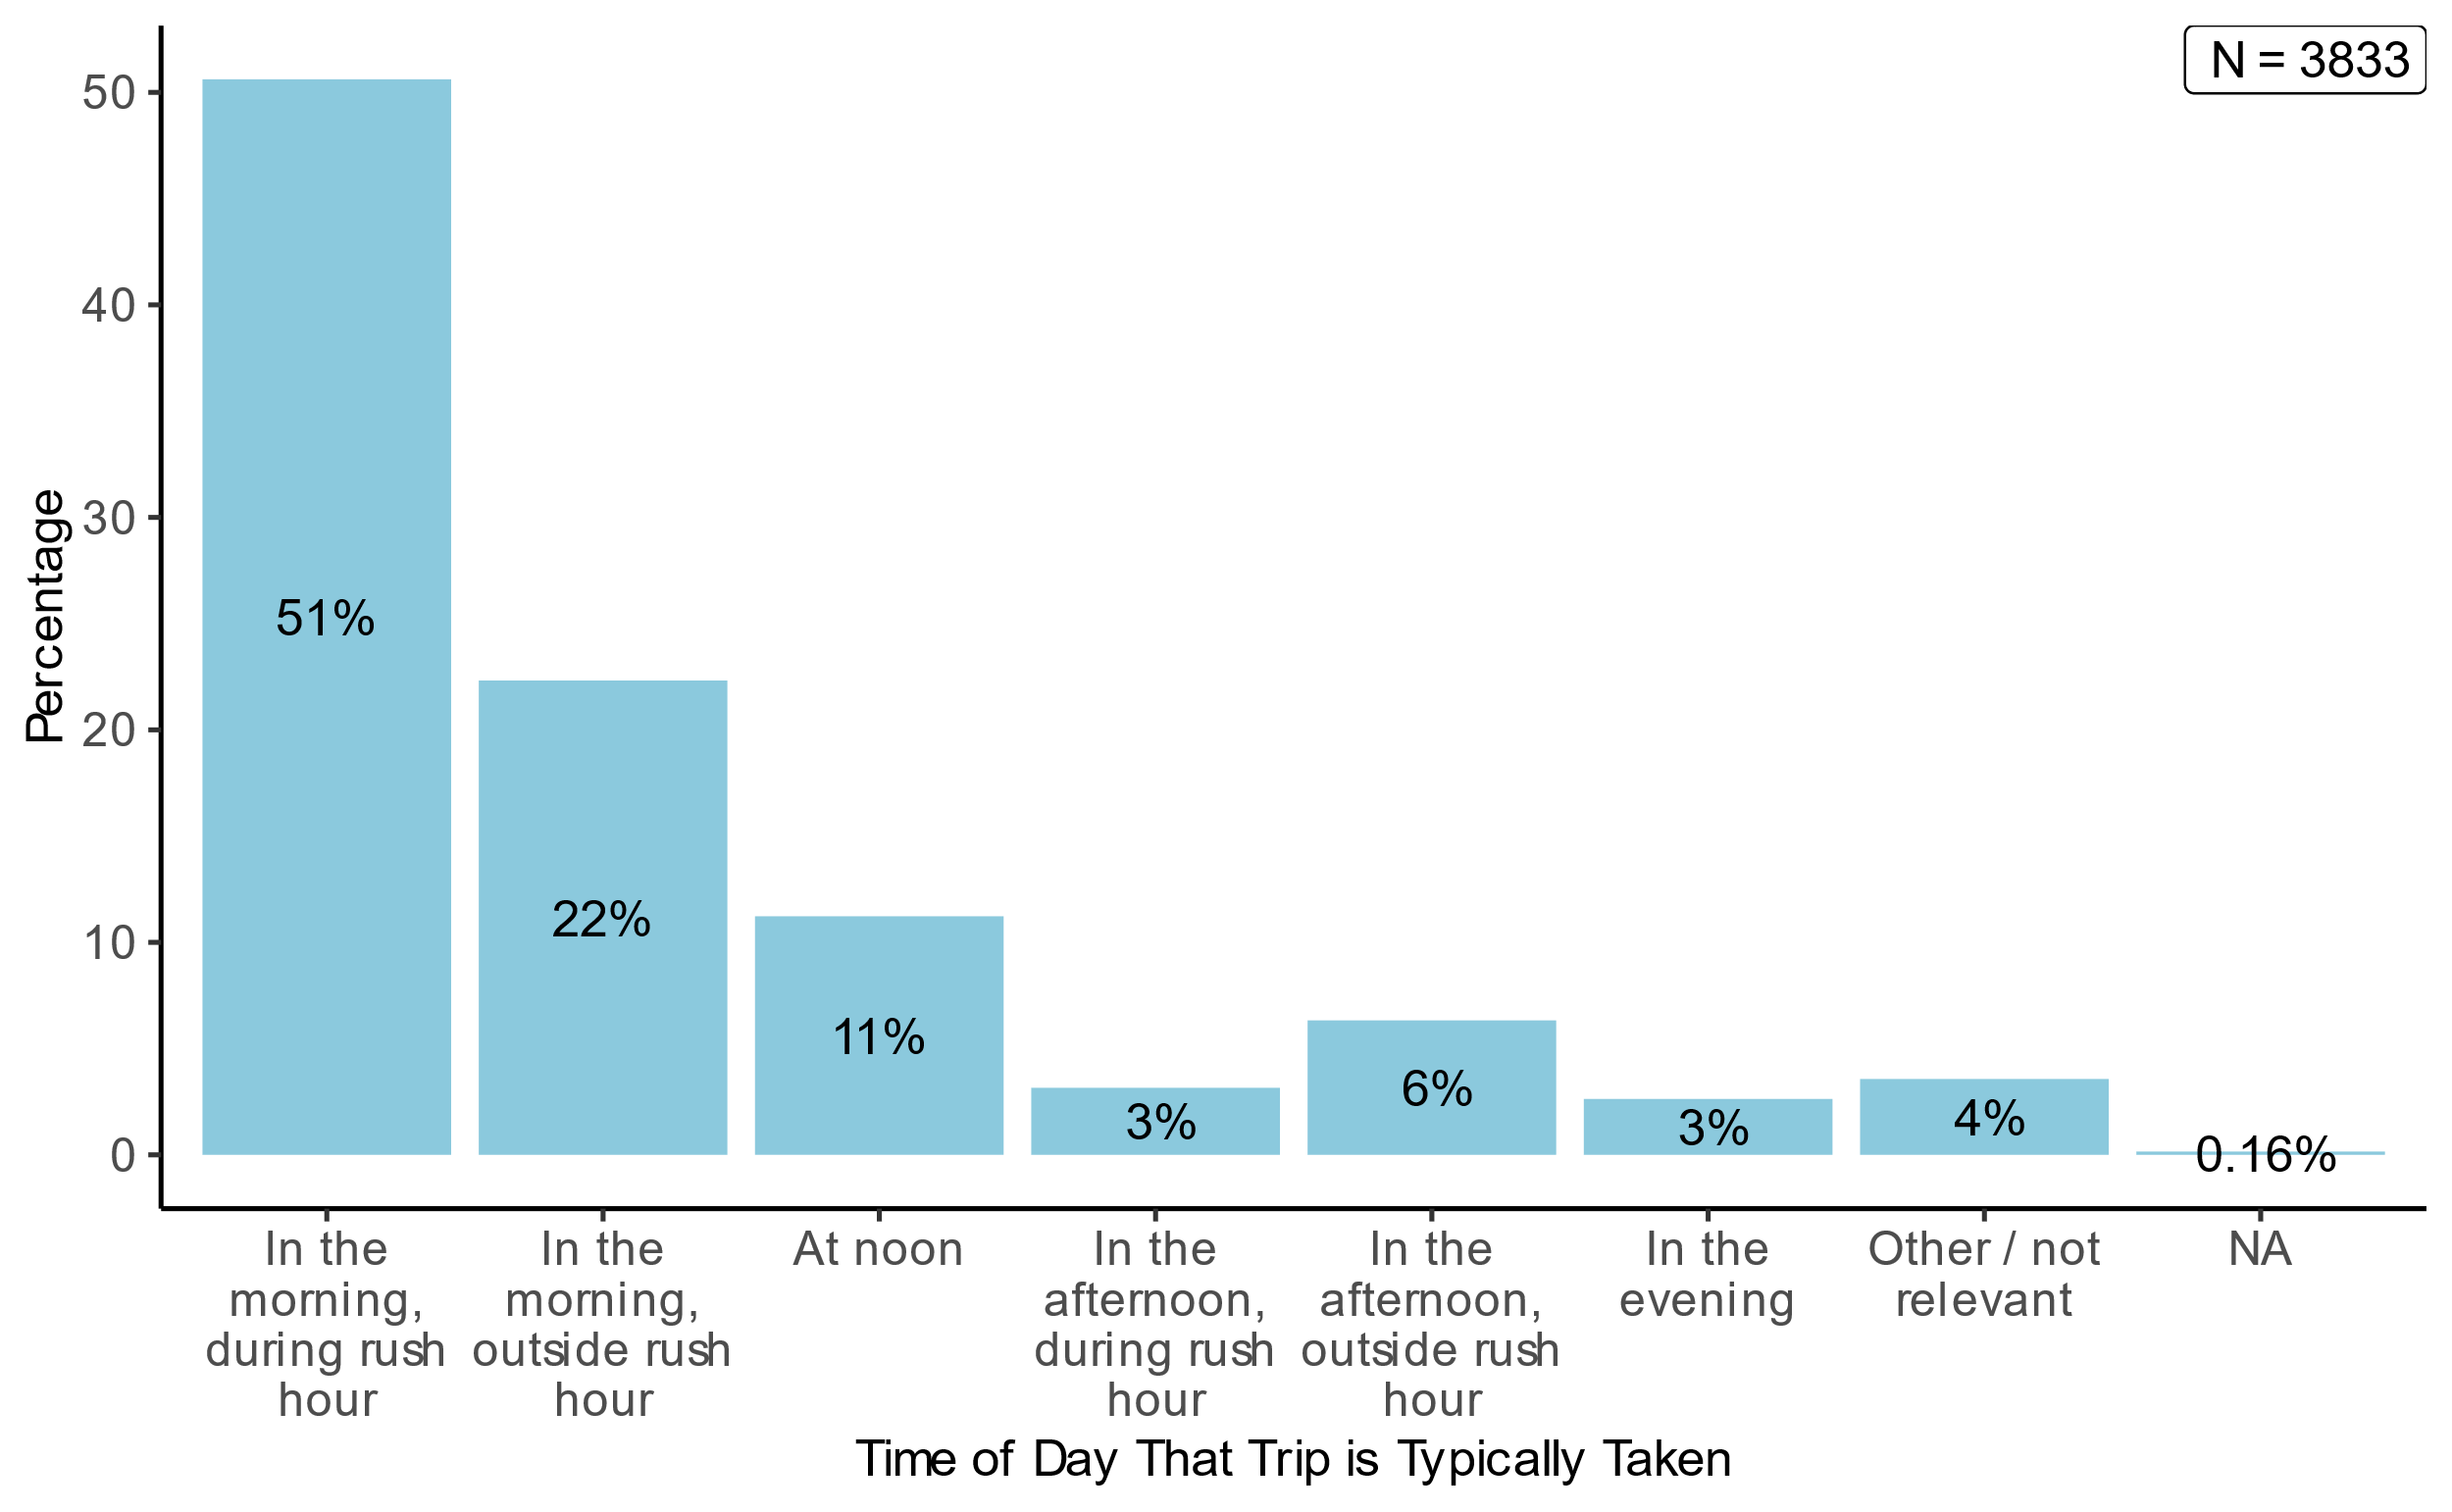 N = 3833
Percentage
50
40
30
20
10
0
51%
22%
11%
3%
6%
3%
4%
0.16%
In the
morning,
during rush
hour
In the
morning,
outside rush
hour
At noon
In the
afternoon,
during rush
hour
In the
afternoon,
outside rush
hour
In the
evening
Other / not
relevant
NA
Time of Day That Trip is Typically Taken